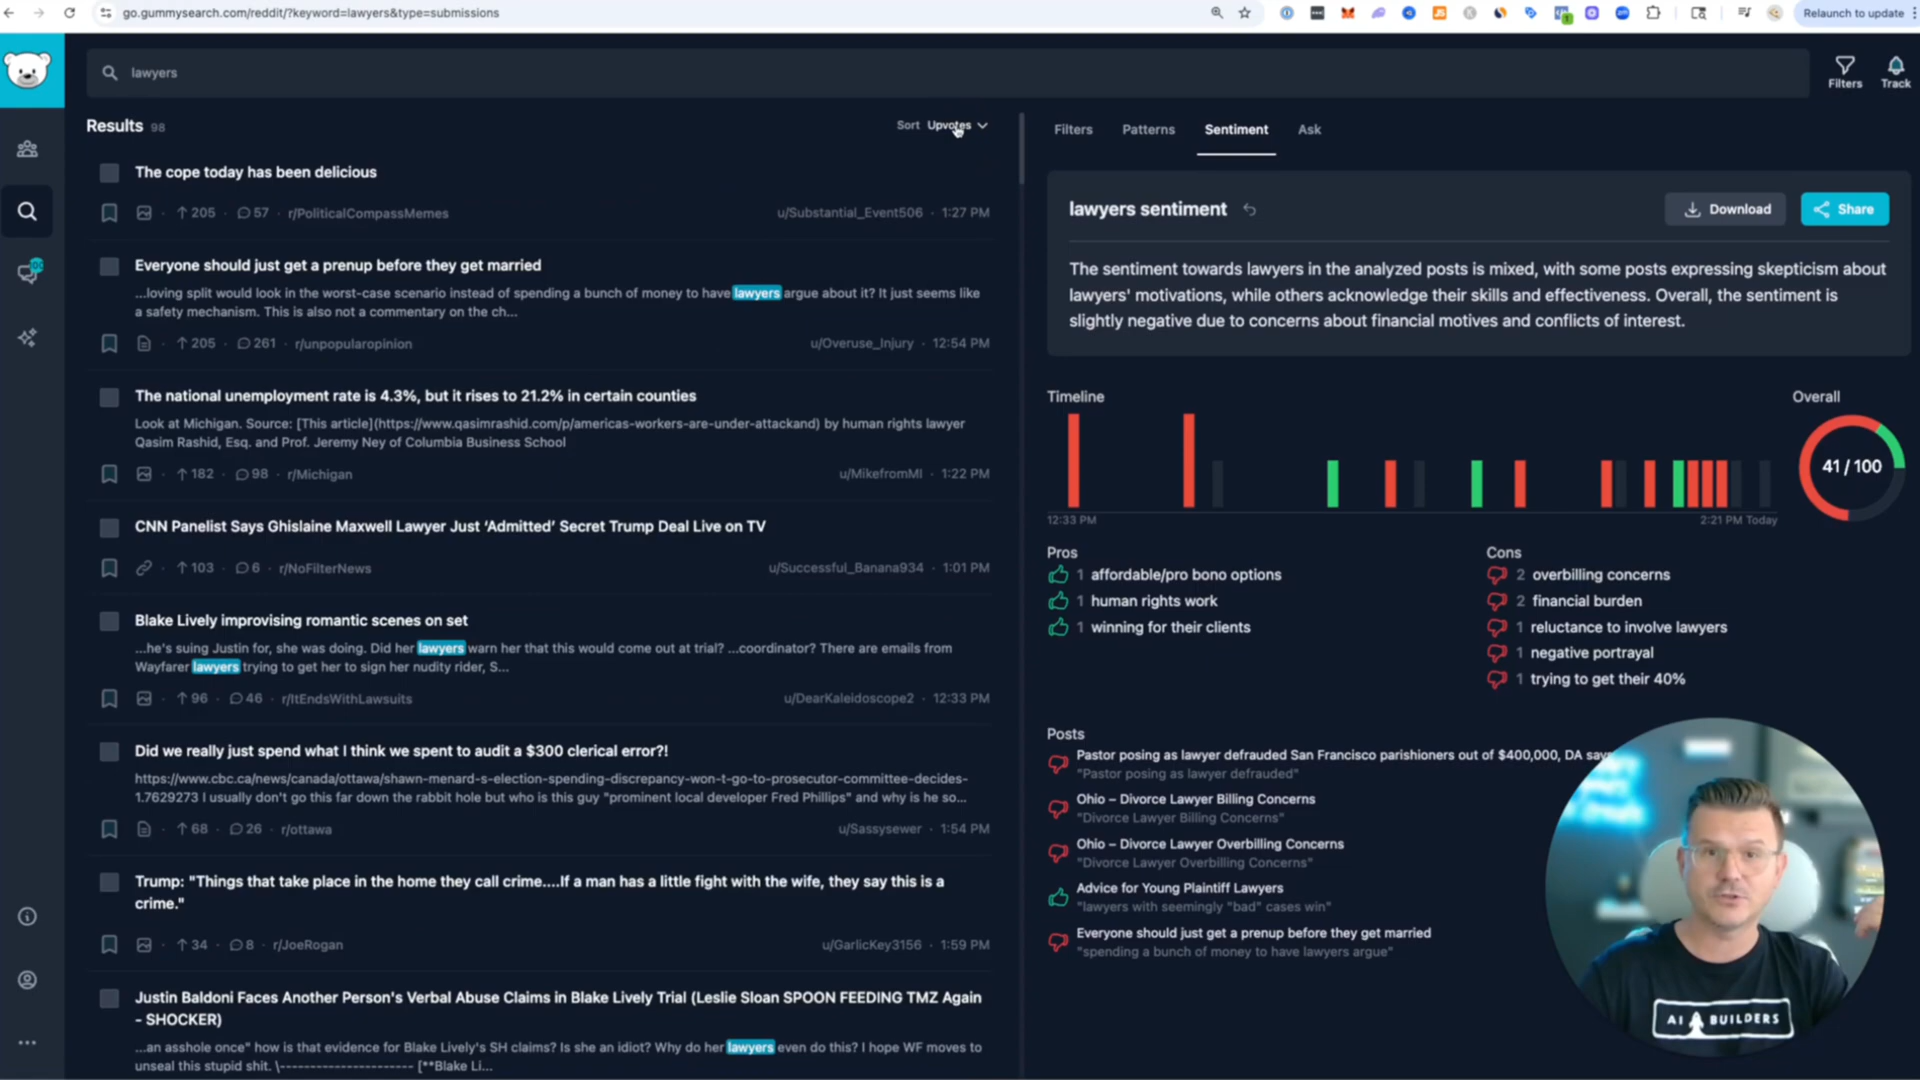 go.gummysearch.com/reddit/?keyword=lawyers&type=submissions
Relaunch to update
lawyers
Filters
Track
Results 98
Sort Upvotes
The cope today has been delicious
205 · 57 · r/PoliticalCompassMemes
u/Substantial_Event506 · 1:27 PM
Everyone should just get a prenup before they get married
...loving split would look in the worst-case scenario instead of spending a bunch of money to have lawyers argue about it? It just seems like
a safety mechanism. This is also not a commentary on the ch...
205 · 261 · r/unpopularopinion
u/Overuse_Injury · 12:54 PM
The national unemployment rate is 4.3%, but it rises to 21.2% in certain counties
Look at Michigan. Source: [This article](https://www.qasimrashid.com/p/americas-workers-are-under-attackand) by human rights lawyer
Qasim Rashid, Esq. and Prof. Jeremy Ney of Columbia Business School
182 · 98 · r/Michigan
u/MikefromMI · 1:22 PM
CNN Panelist Says Ghislaine Maxwell Lawyer Just ‘Admitted’ Secret Trump Deal Live on TV
103 · 6 · r/NoFilterNews
u/Successful_Banana934 · 1:01 PM
Blake Lively improvising romantic scenes on set
...he's suing Justin for, she was doing. Did her lawyers warn her that this would come out at trial? ...coordinator? There are emails from
Wayfarer lawyers trying to get her to sign her nudity rider, S...
96 · 46 · r/ItEndsWithLawsuits
u/DearKaleidoscope2 · 12:33 PM
Did we really just spend what I think we spent to audit a $300 clerical error?!
https://www.cbc.ca/news/canada/ottawa/shawn-menard-s-election-spending-discrepancy-won-t-go-to-prosecutor-committee-decides-
1.7629273 I usually don't go this far down the rabbit hole but who is this guy "prominent local developer Fred Phillips" and why is he so...
68 · 26 · r/ottawa
u/Sassysewer · 1:54 PM
Trump: "Things that take place in the home they call crime....If a man has a little fight with the wife, they say this is a
crime."
34 · 8 · r/JoeRogan
u/GarlicKey3156 · 1:59 PM
Justin Baldoni Faces Another Person's Verbal Abuse Claims in Blake Lively Trial (Leslie Sloan SPOON FEEDING TMZ Again
- SHOCKER)
...an asshole once" how is that evidence for Blake Lively's SH claims? Is she an idiot? Why do her lawyers even do this? I hope WF moves to
unseal this stupid shit. \---------------------- [**Blake Li...
Filters
Patterns
Sentiment
Ask
lawyers sentiment
Download
Share
The sentiment towards lawyers in the analyzed posts is mixed, with some posts expressing skepticism about
lawyers' motivations, while others acknowledge their skills and effectiveness. Overall, the sentiment is
slightly negative due to concerns about financial motives and conflicts of interest.
Timeline
Overall
41 / 100
12:33 PM
2:21 PM Today
Pros
1 affordable/pro bono options
1 human rights work
1 winning for their clients
Cons
2 overbilling concerns
2 financial burden
1 reluctance to involve lawyers
1 negative portrayal
1 trying to get their 40%
Posts
Pastor posing as lawyer defrauded San Francisco parishioners out of $400,000, DA say
"Pastor posing as lawyer defrauded"
Ohio – Divorce Lawyer Billing Concerns
"Divorce Lawyer Billing Concerns"
Ohio – Divorce Lawyer Overbilling Concerns
"Divorce Lawyer Overbilling Concerns"
Advice for Young Plaintiff Lawyers
"lawyers with seemingly "bad" cases win"
Everyone should just get a prenup before they get married
"spending a bunch of money to have lawyers argue"
AI BUILDERS